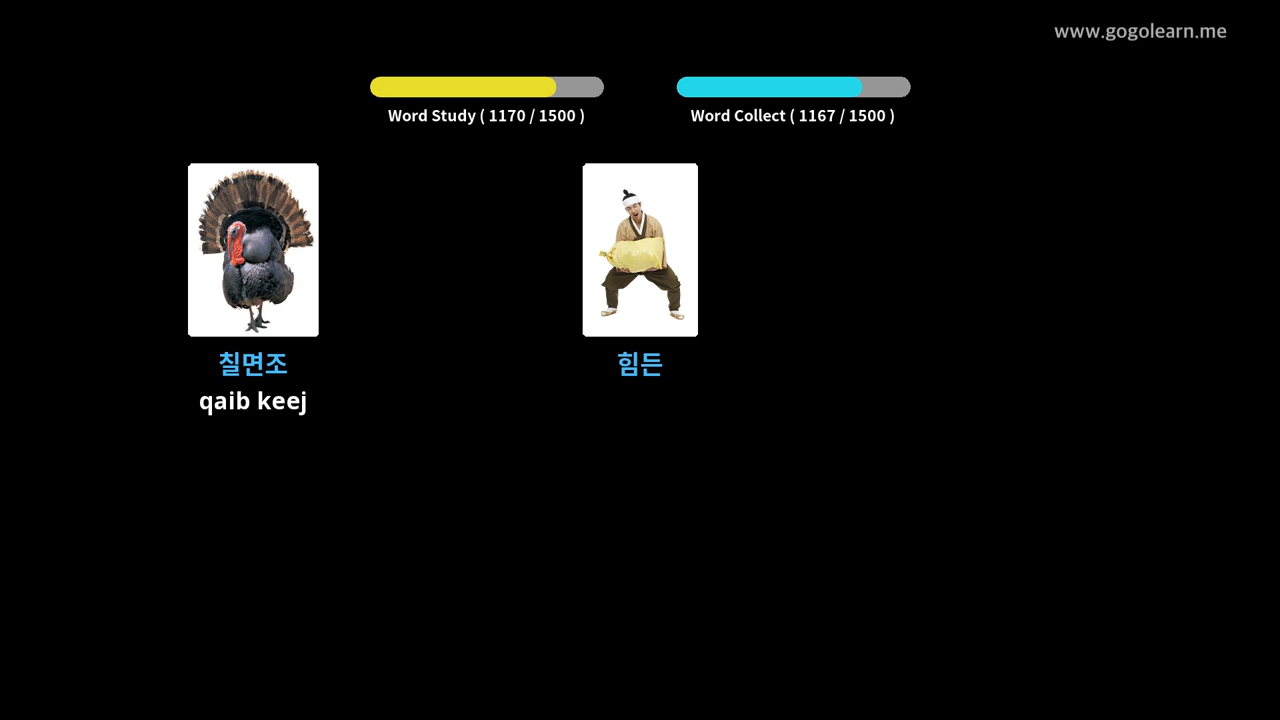 www.gogolearn.me
Word Study ( 1170 / 1500 )
Word Collect ( 1167 / 1500 )
칠면조
힘든
qaib keej